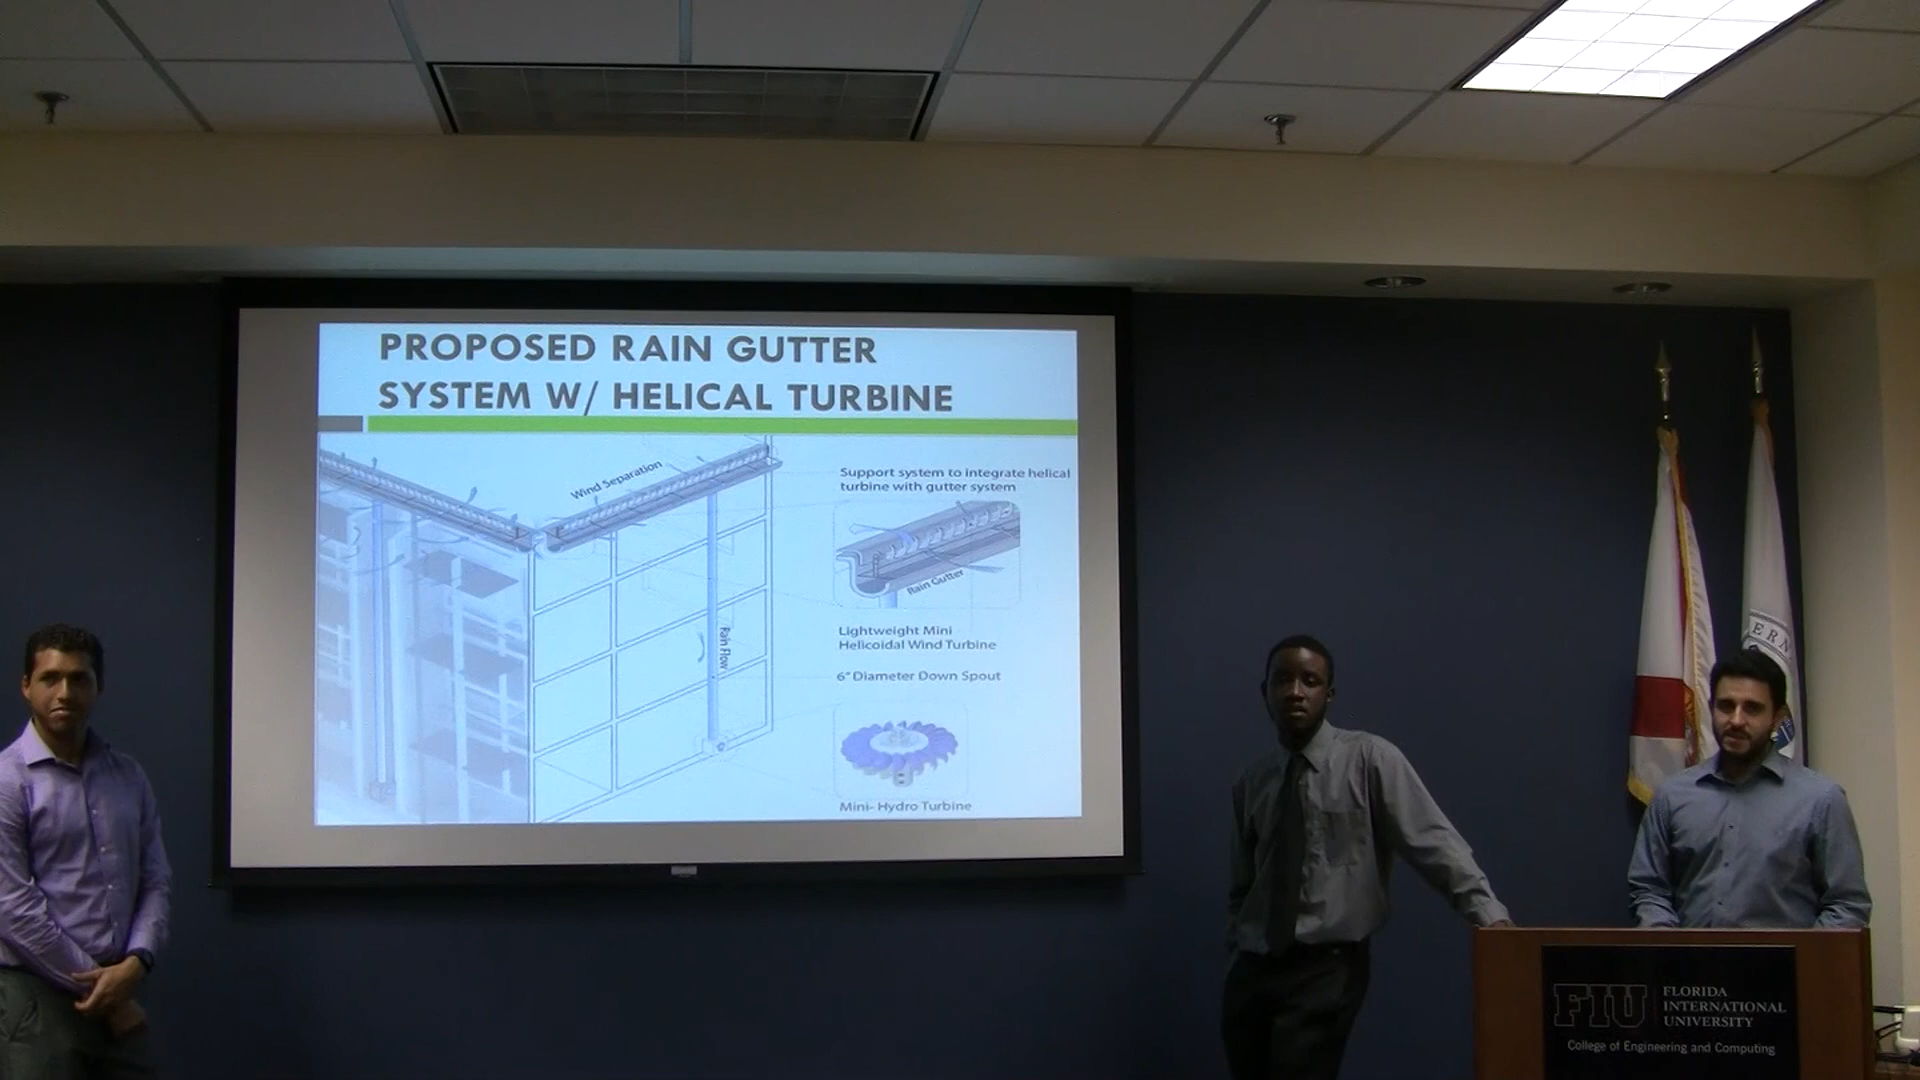 PROPOSED RAIN GUTTER
SYSTEM W/ HELICAL TURBINE
Wind Separation
Support system to integrate helical
turbine with gutter system
Rain Gutter
Lightweight Mini
Helicoidal Wind Turbine
Rain Flow
6" Diameter Down Spout
Mini- Hydro Turbine
ERN
FIU
FLORIDA
INTERNATIONAL
UNIVERSITY
College of Engineering and Computing